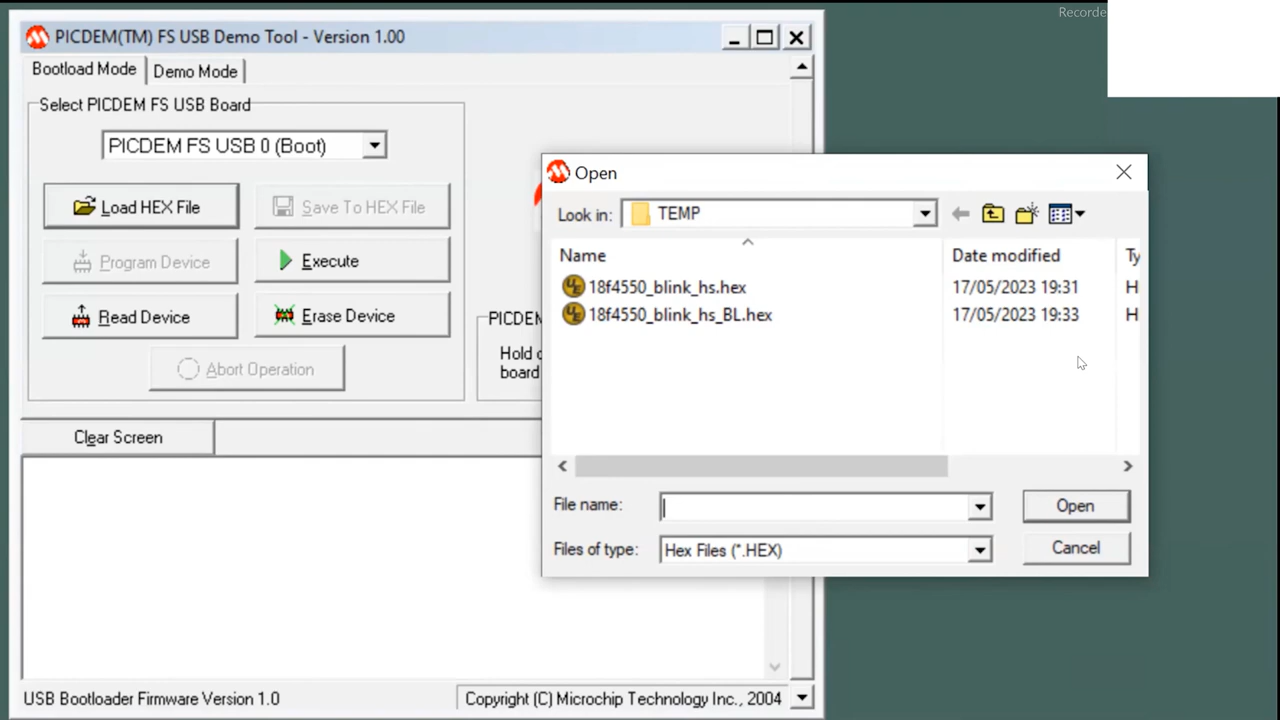 Recorde
PICDEM(TM) FS USB Demo Tool - Version 1.00
Bootload Mode
Demo Mode
Select PICDEM FS USB Board
PICDEM FS USB 0 (Boot)
Load HEX File
Save To HEX File
Program Device
Execute
Read Device
Erase Device
Abort Operation
PICDEM
Hold
board
Clear Screen
USB Bootloader Firmware Version 1.0
Copyright (C) Microchip Technology Inc., 2004
Open
Look in:
TEMP
Name
Date modified
Ty
18f4550_blink_hs.hex
17/05/2023 19:31
H
18f4550_blink_hs_BL.hex
17/05/2023 19:33
H
File name:
Open
Files of type:
Hex Files (*.HEX)
Cancel